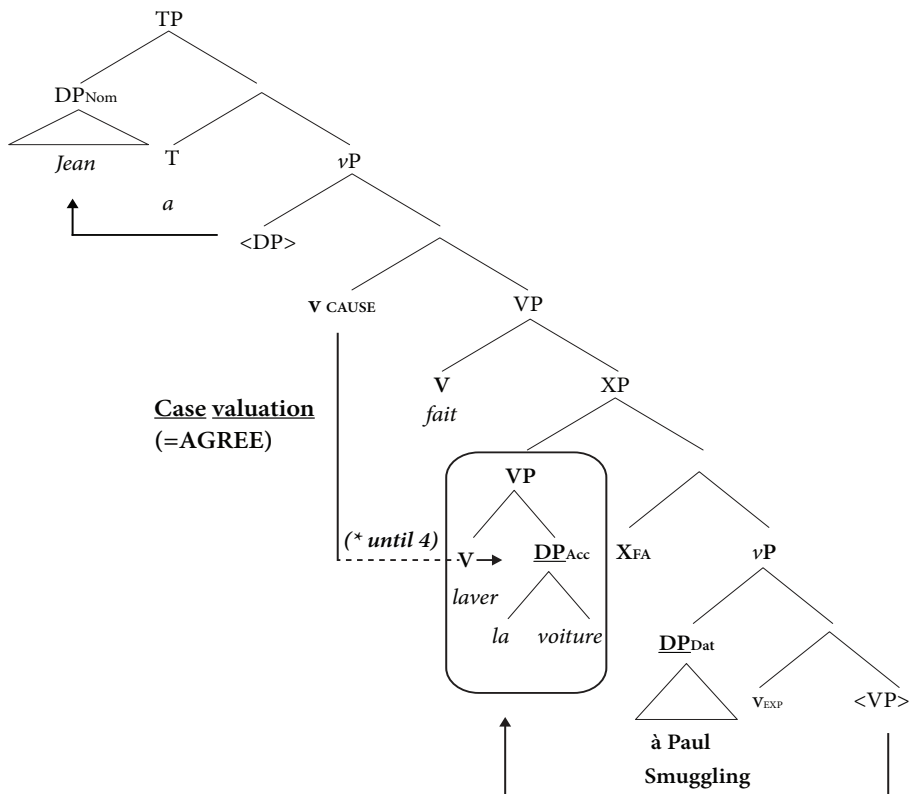 TP
DPNom
Jean T vP
a
<DP>
v CAUSE VP
V XP
fait
Case valuation
(=AGREE)
VP
(* until 4)
V DPAcc XFA vP
laver
la voiture
DPDat
vEXP <VP>
à Paul
Smuggling